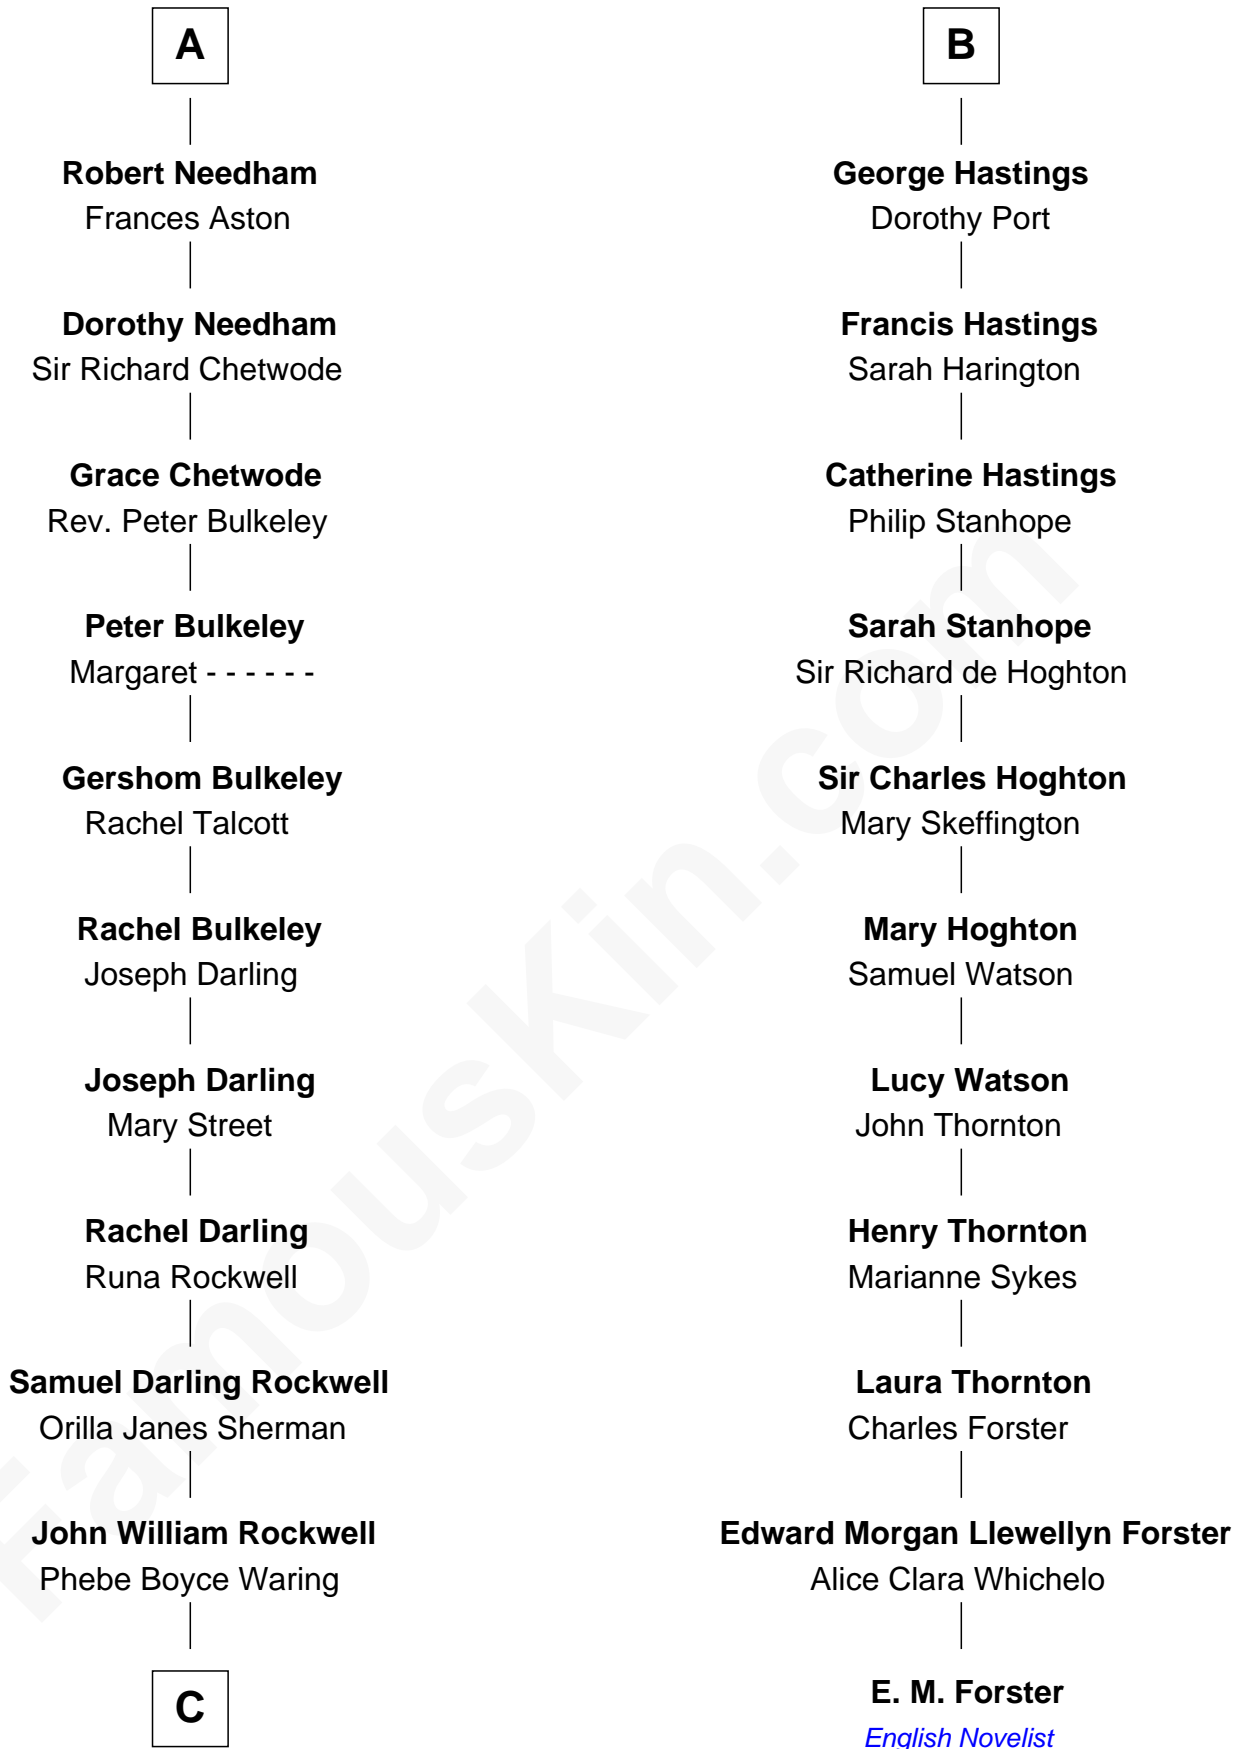 A
Robert Needham
Frances Aston
Dorothy Needham
Sir Richard Chetwode
Grace Chetwode
Rev. Peter Bulkeley
Peter Bulkeley
Margaret - - - - - -
Gershom Bulkeley
Rachel Talcott
Rachel Bulkeley
Joseph Darling
Joseph Darling
Mary Street
Rachel Darling
Runa Rockwell
Samuel Darling Rockwell
Orilla Janes Sherman
John William Rockwell
Phebe Boyce Waring
C
B
George Hastings
Dorothy Port
Francis Hastings
Sarah Harington
Catherine Hastings
Philip Stanhope
Sarah Stanhope
Sir Richard de Hoghton
Sir Charles Hoghton
Mary Skeffington
Mary Hoghton
Samuel Watson
Lucy Watson
John Thornton
Henry Thornton
Marianne Sykes
Laura Thornton
Charles Forster
Edward Morgan Llewellyn Forster
Alice Clara Whichelo
E. M. Forster
English Novelist
FamousKin.com